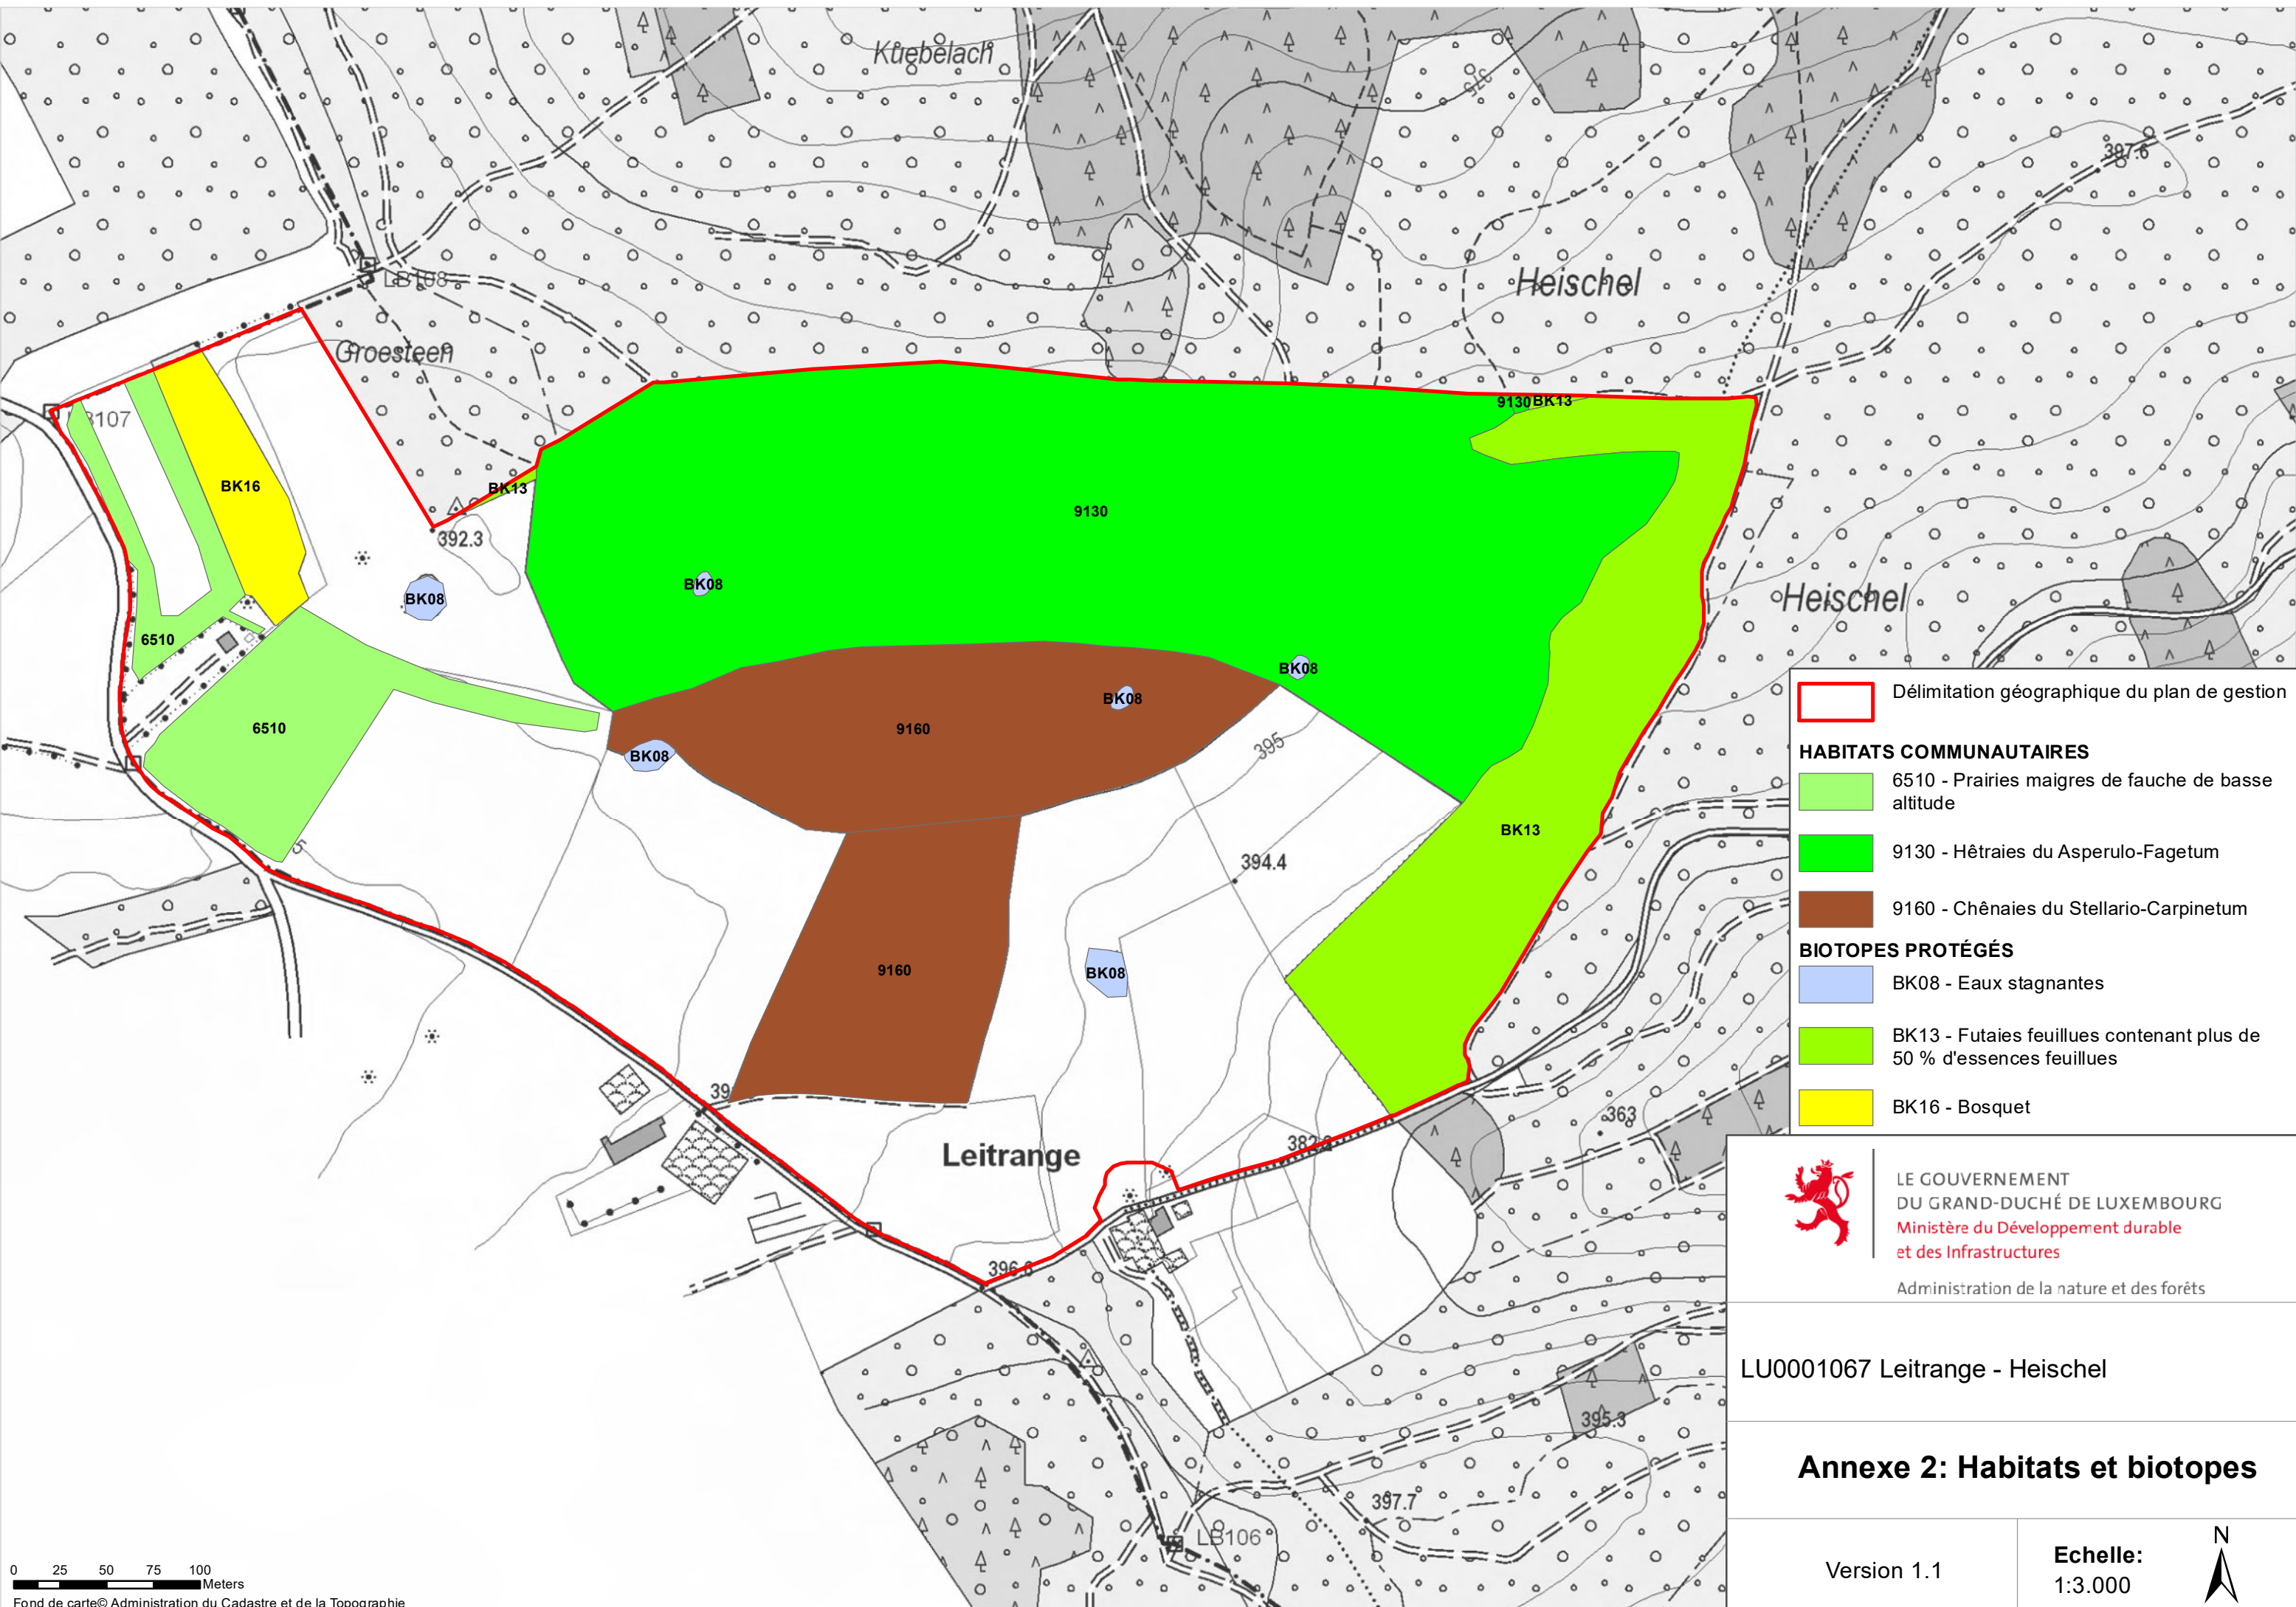 Kuebelach
375
397.6
LB108
Heischel
Groesteen
9130
BK13
LB107
BK16
BK13
9130
392.3
BK08
BK08
Heischel
6510
BK08
BK08
6510
9160
BK08
395
BK13
394.4
9160
BK08
363
Leitrange
396.6
395.3
397.7
LB106
Délimitation géographique du plan de gestion
HABITATS COMMUNAUTAIRES
6510 - Prairies maigres de fauche de basse
altitude
9130 - Hêtraies du Asperulo-Fagetum
9160 - Chênaies du Stellario-Carpinetum
BIOTOPES PROTÉGÉS
BK08 - Eaux stagnantes
BK13 - Futaies feuillues contenant plus de
50 % d'essences feuillues
BK16 - Bosquet
LE GOUVERNEMENT
DU GRAND-DUCHÉ DE LUXEMBOURG
Ministère du Développement durable
et des Infrastructures
Administration de la nature et des forêts
LU0001067 Leitrange - Heischel
Annexe 2: Habitats et biotopes
Version 1.1
Echelle:
1:3.000
N
0 25 50 75 100
Meters
Fond de carte© Administration du Cadastre et de la Topographie